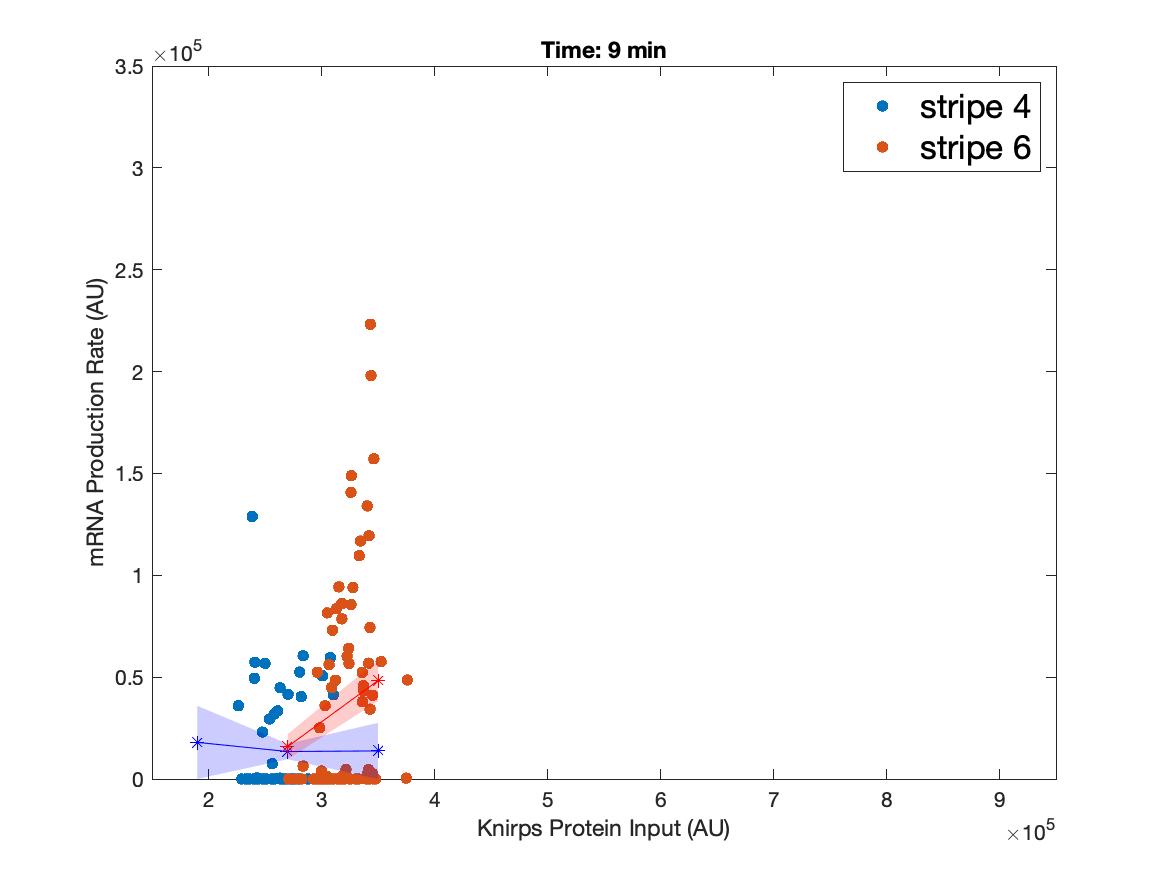 Time: 9 min
×10^5
3.5
3
2.5
2
1.5
1
0.5
0
mRNA Production Rate (AU)
stripe 4
stripe 6
2 3 4 5 6 7 8 9
Knirps Protein Input (AU)
×10^5